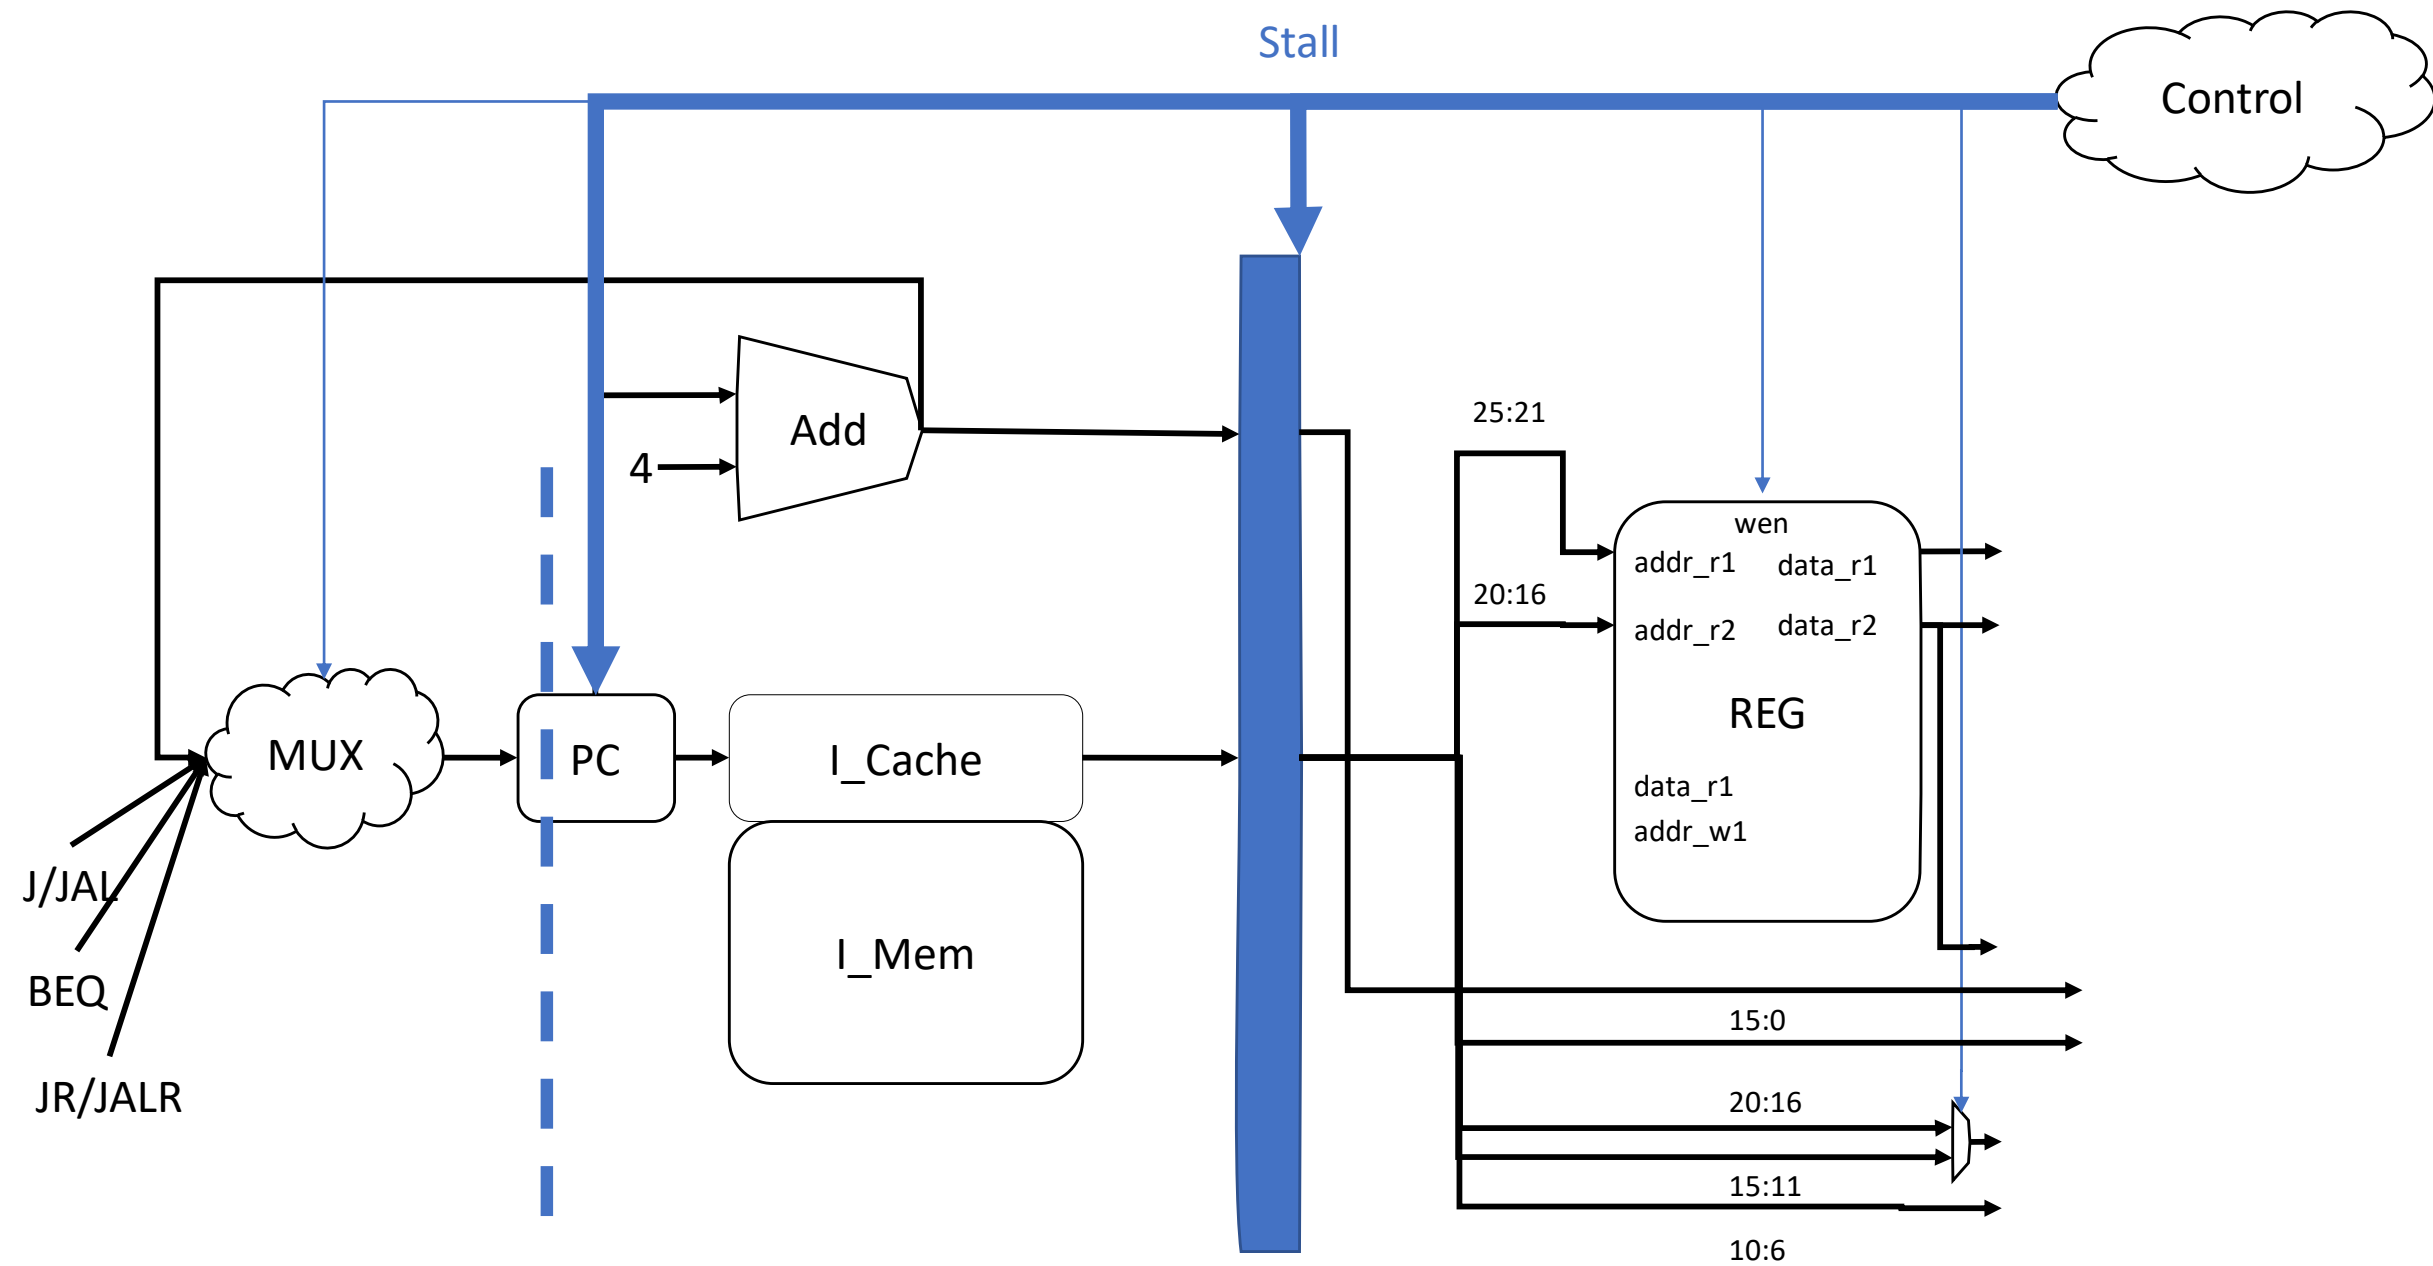 Stall
Control
Add
4
25:21
20:16
wen
addr_r1
data_r1
addr_r2
data_r2
REG
data_r1
addr_w1
MUX
PC
I_Cache
I_Mem
J/JAL
BEQ
JR/JALR
15:0
20:16
15:11
10:6